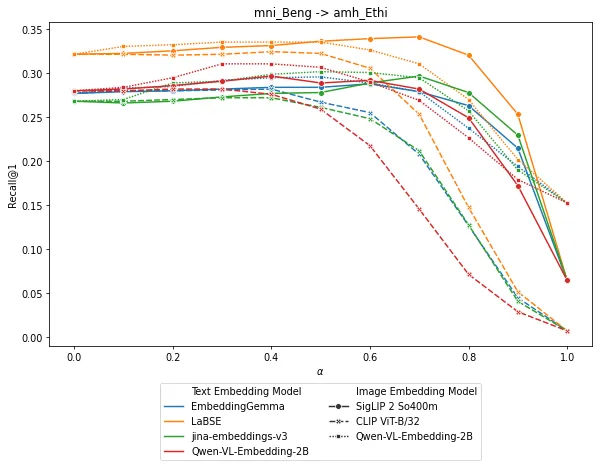 mni_Beng -> amh_Ethi
Recall@1
0.35
0.30
0.25
0.20
0.15
0.10
0.05
0.00
0.0 0.2 0.4 0.6 0.8 1.0
α
Text Embedding Model
EmbeddingGemma
LaBSE
jina-embeddings-v3
Qwen-VL-Embedding-2B
Image Embedding Model
SigLIP 2 So400m
CLIP ViT-B/32
Qwen-VL-Embedding-2B